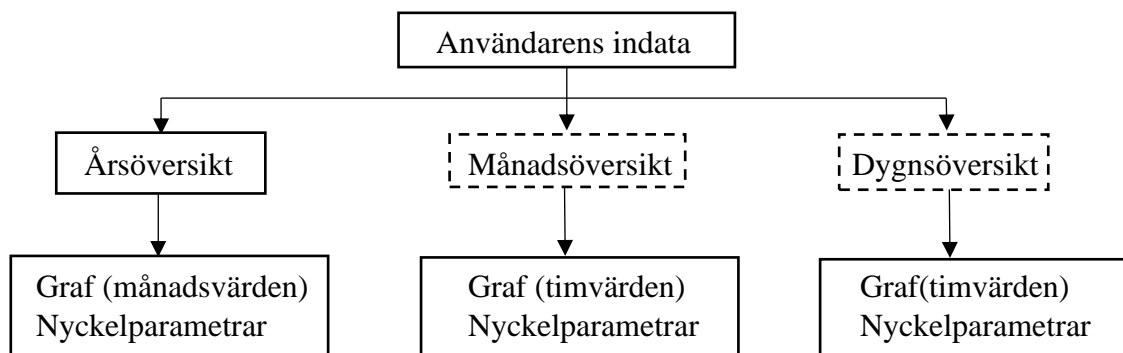 Användarens indata
Årsöversikt
Månadsöversikt
Dygnsöversikt
Graf (månadsvärden)
Nyckelparametrar
Graf (timvärden)
Nyckelparametrar
Graf(timvärden)
Nyckelparametrar